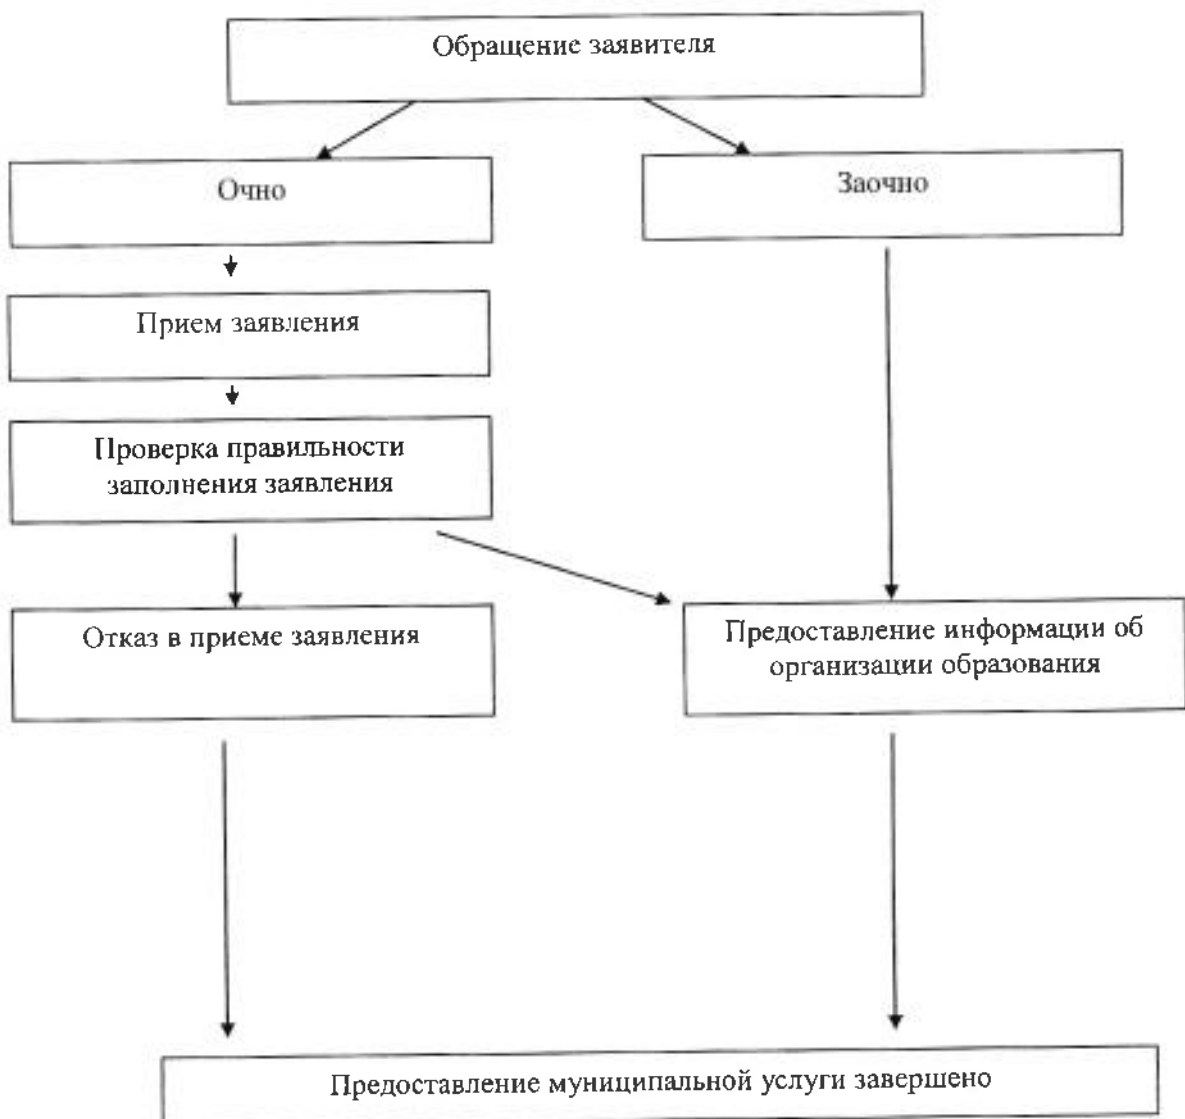 Обращение заявителя
Очно
Заочно
Прием заявления
Проверка правильности
заполнения заявления
Отказ в приеме заявления
Предоставление информации об
организации образования
Предоставление муниципальной услуги завершено